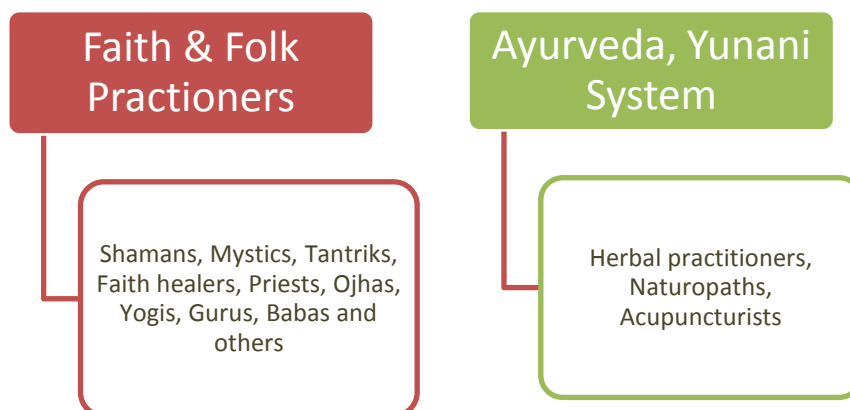 Faith & Folk
Practioners
Shamans, Mystics, Tantriks,
Faith healers, Priests, Ojhas,
Yogis, Gurus, Babas and
others
Ayurveda, Yunani
System
Herbal practitioners,
Naturopaths,
Acupuncturists